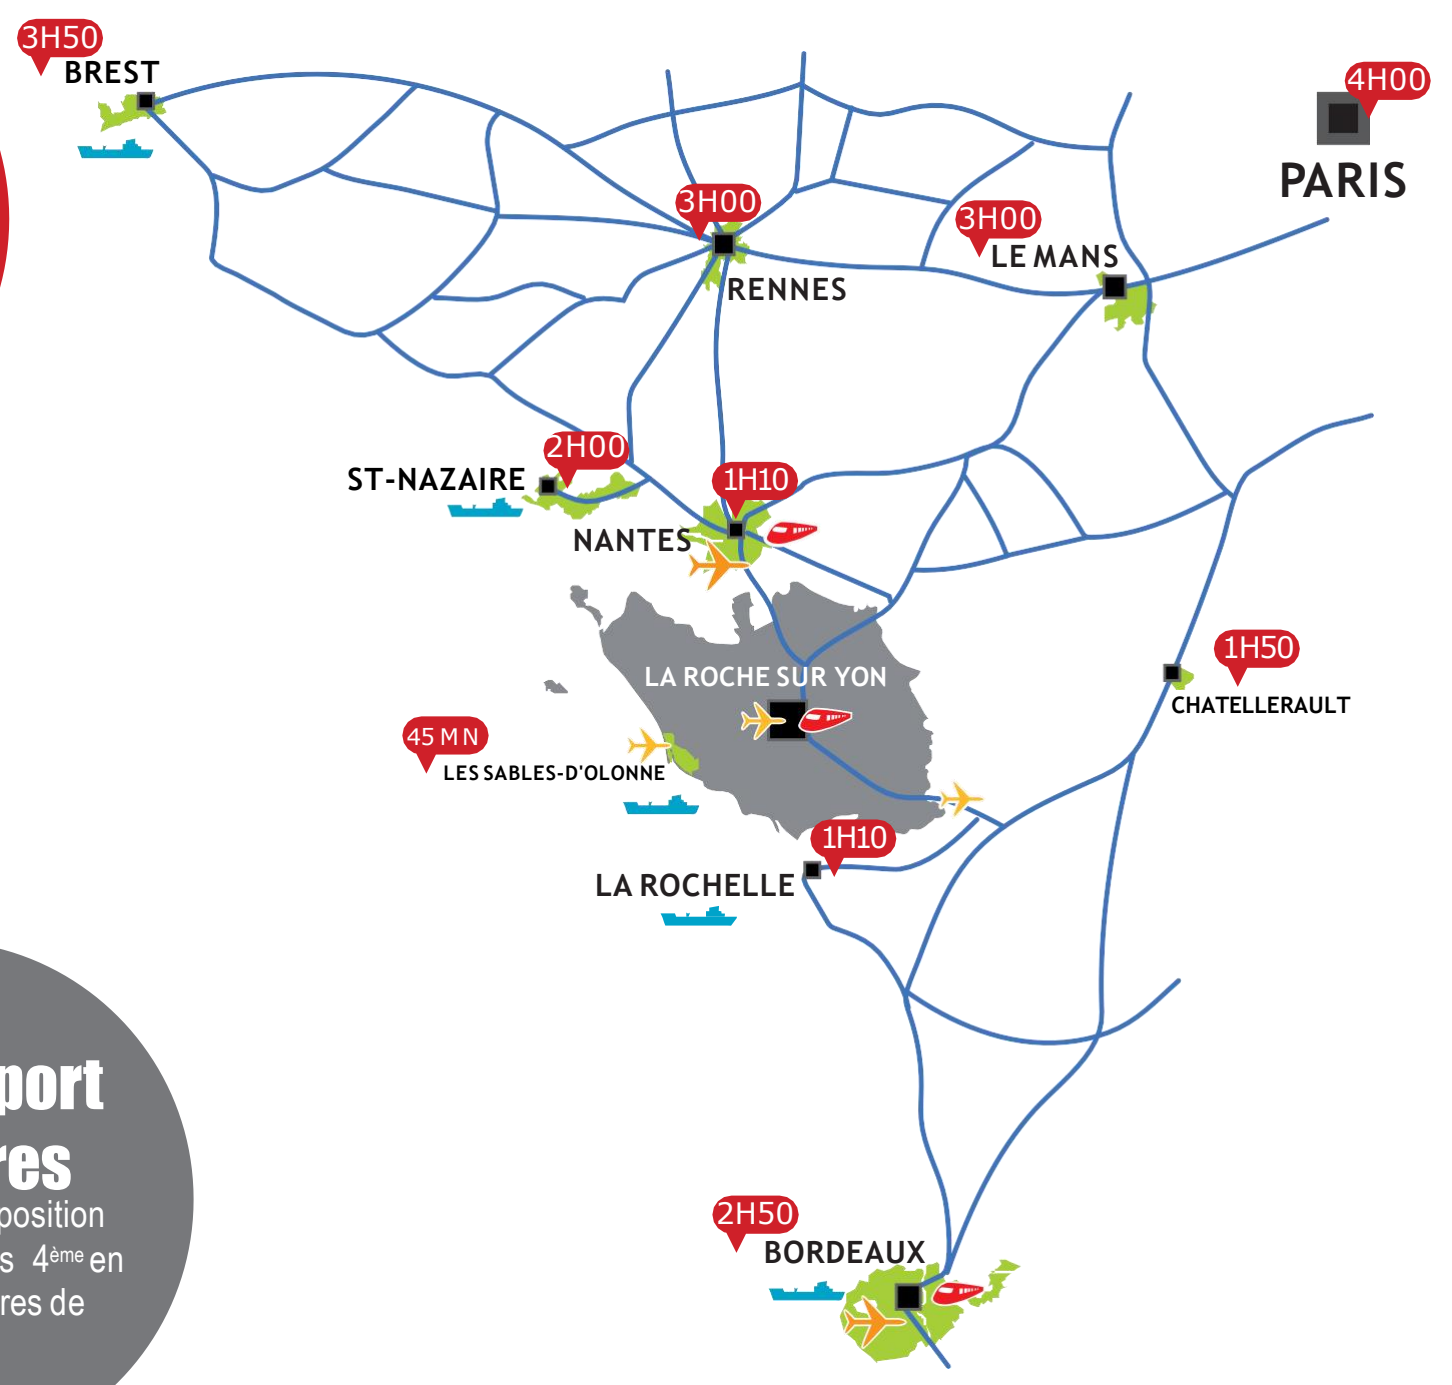 3H50
BREST
4H00
PARIS
3H00
RENNES
3H00
LE MANS
2H00
ST-NAZAIRE
1H10
NANTES
LA ROCHE SUR YON
1H50
CHATELLERAULT
45 MN
LES SABLES-D'OLONNE
1H10
LA ROCHELLE
port
res
position
s 4ème en
res de
2H50
BORDEAUX